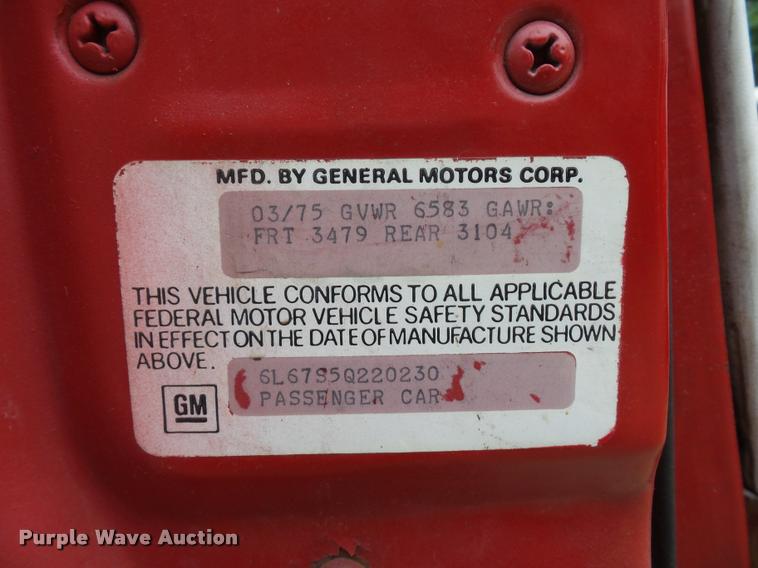 MFD. BY GENERAL MOTORS CORP.
03/75 GVWR 6583 GAWR:
FRT 3479 REAR 3104
THIS VEHICLE CONFORMS TO ALL APPLICABLE
FEDERAL MOTOR VEHICLE SAFETY STANDARDS
IN EFFECT ON THE DATE OF MANUFACTURE SHOWN
ABOVE.
6L67S5Q220230
PASSENGER CAR
GM
Purple Wave Auction